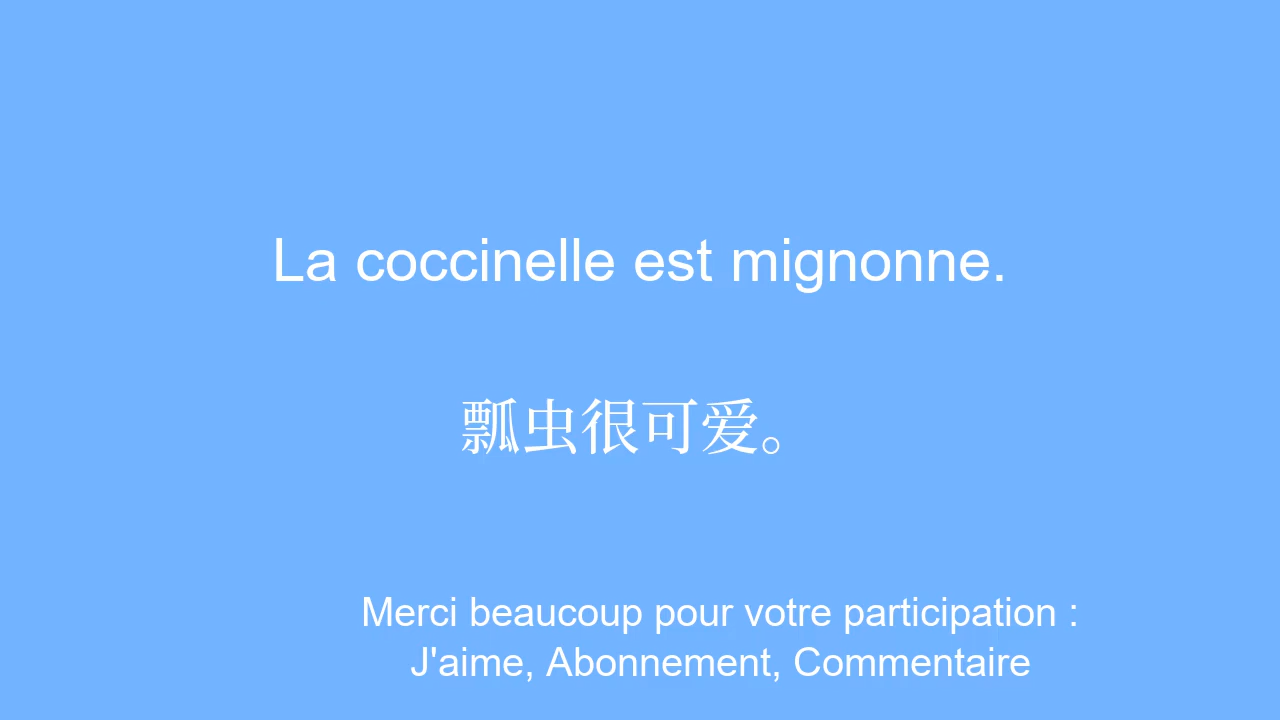 La coccinelle est mignonne.
瓢虫很可爱。
Merci beaucoup pour votre participation :
J'aime, Abonnement, Commentaire